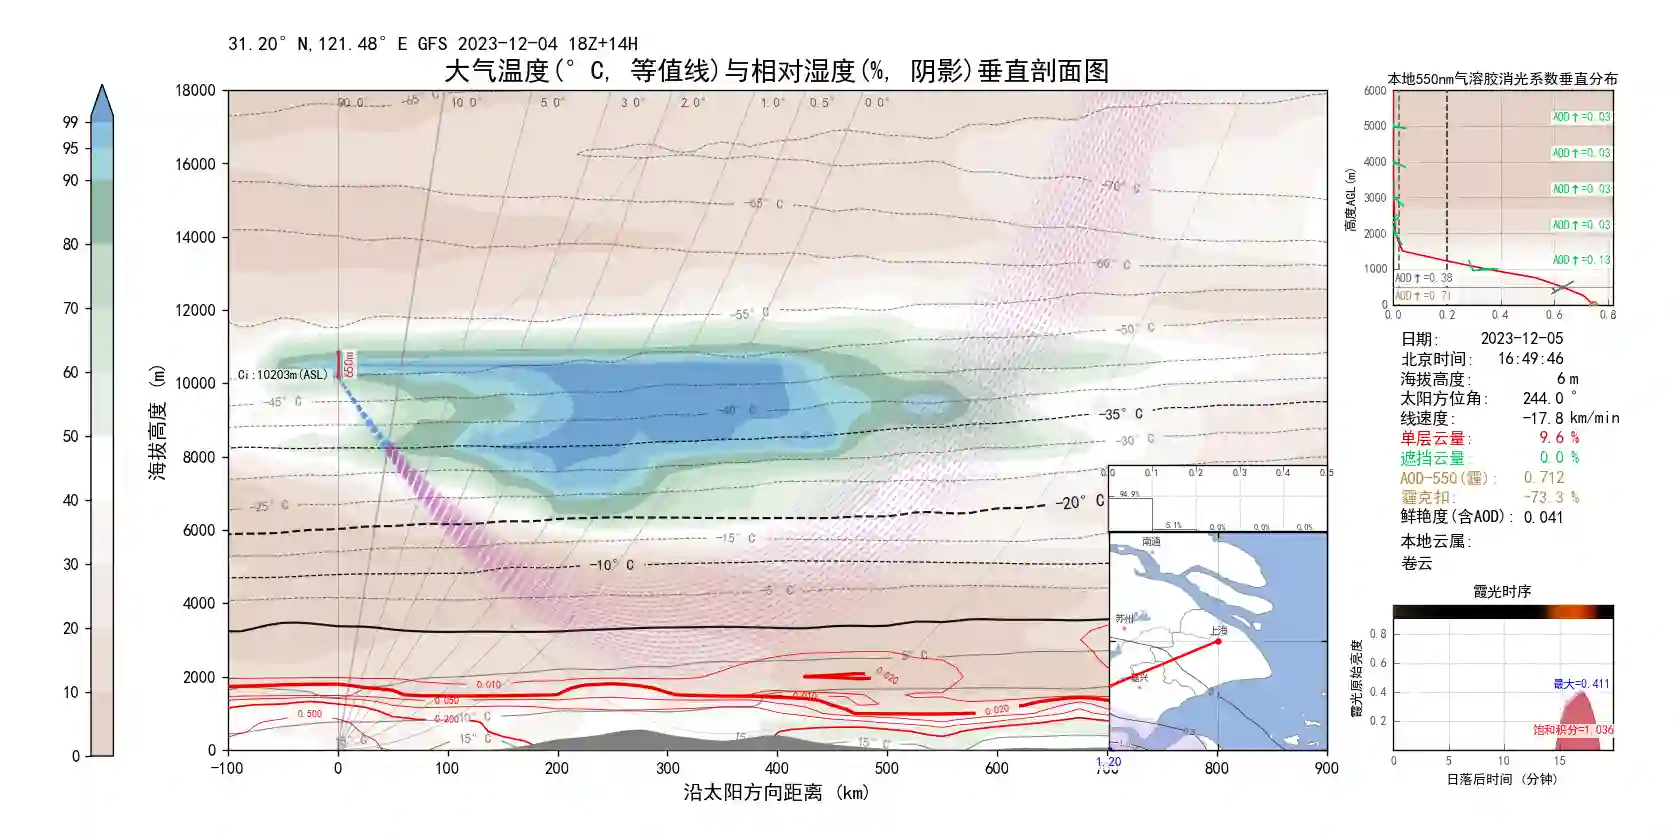 31.20°N,121.48°E GFS 2023-12-04 18Z+14H
大气温度(°C, 等值线)与相对湿度(%, 阴影)垂直剖面图
99
95
90
80
70
60
50
40
30
20
10
0
海拔高度 (m)
18000
16000
14000
12000
10000
8000
6000
4000
2000
0
90.0°
-65°C
10.0°
5.0°
3.0°
2.0°
1.0°
0.5°
0.0°
-70°C
-65°C
-60°C
-55°C
-50°C
650m
Ci:10203m(ASL)
-45°C
-40°C
-35°C
-30°C
-25°C
-20°C
-15°C
-10°C
-5°C
5°C
0.010
0.050
0.500
0.200
10°C
0.010
0.020
0.020
15°C
15°C
15
15°C
-100
0
100
200
300
400
500
600
700
800
900
1.20
沿太阳方向距离 (km)
0.0
0.1
0.2
0.3
0.4
0.5
94.9%
5.1%
0.0%
0.0%
0.0%
南通
苏州
上海
嘉兴
本地550nm气溶胶消光系数垂直分布
高度AGL(m)
6000
5000
4000
3000
2000
1000
0
AOD↑=0.03
AOD↑=0.03
AOD↑=0.03
AOD↑=0.03
AOD↑=0.13
AOD↑=0.38
AOD↑=0.71
0.0
0.2
0.4
0.6
0.8
日期: 2023-12-05
北京时间: 16:49:46
海拔高度: 6 m
太阳方位角: 244.0 °
线速度: -17.8 km/min
单层云量: 9.6 %
遮挡云量: 0.0 %
AOD-550(霾): 0.712
霾克扣: -73.3 %
鲜艳度(含AOD): 0.041
本地云属:
卷云
霞光时序
霞光原始亮度
0.8
0.6
0.4
0.2
最大=0.411
饱和积分=1.036
0
5
10
15
20
日落后时间 (分钟)